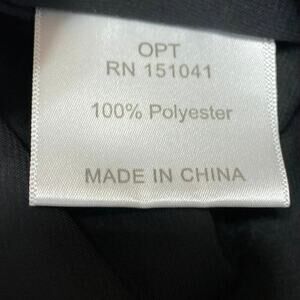 OPT
RN 151041
100% Polyester
MADE IN CHINA